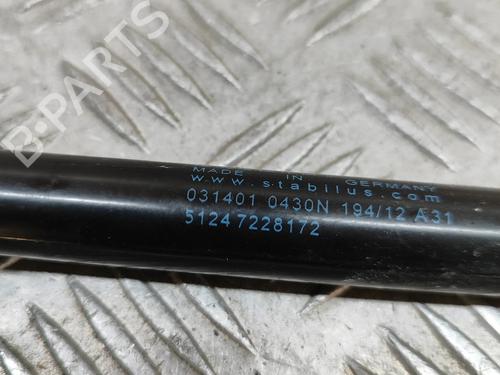 B-PARTS
MADE IN GERMANY
www.stabilus.com
031401 0430N 194/12 A31
51247228172